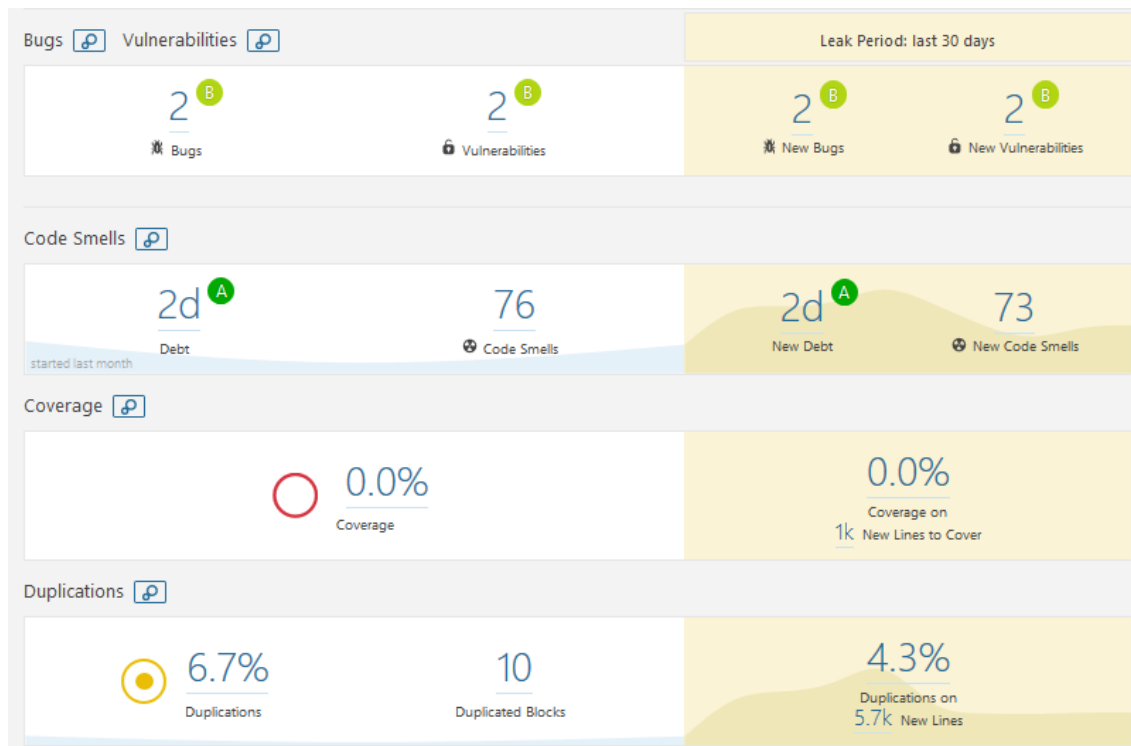 Bugs Vulnerabilities Leak Period: last 30 days
2 B 2 B 2 B 2 B
Bugs Vulnerabilities New Bugs New Vulnerabilities
Code Smells
2d A 76 2d A 73
Debt Code Smells New Debt New Code Smells
started last month
Coverage
0.0% 0.0%
Coverage Coverage on
1k New Lines to Cover
Duplications
6.7% 10 4.3%
Duplications Duplicated Blocks Duplications on
5.7k New Lines